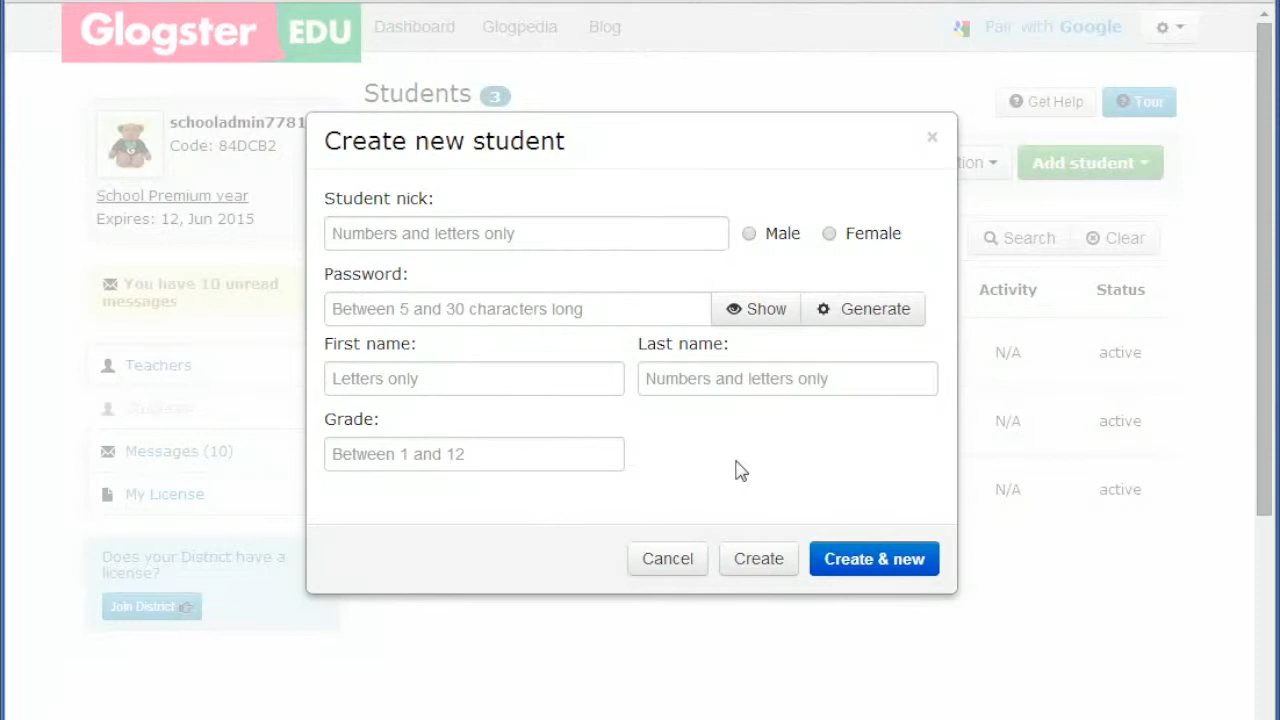 Glogster EDU Dashboard Glogpedia Blog Pair with Google
Students 3
Get Help Tour
schooladmin7781
Code: 84DCB2
School Premium year
Expires: 12, Jun 2015
Add student
You have 10 unread
messages
Search Clear
Activity Status
N/A active
N/A active
N/A active
Teachers
Messages (10)
My License
Does your District have a
license?
Join District
Create new student
×
Student nick:
Numbers and letters only Male Female
Password:
Between 5 and 30 characters long Show Generate
First name: Last name:
Letters only Numbers and letters only
Grade:
Between 1 and 12
Cancel Create Create & new